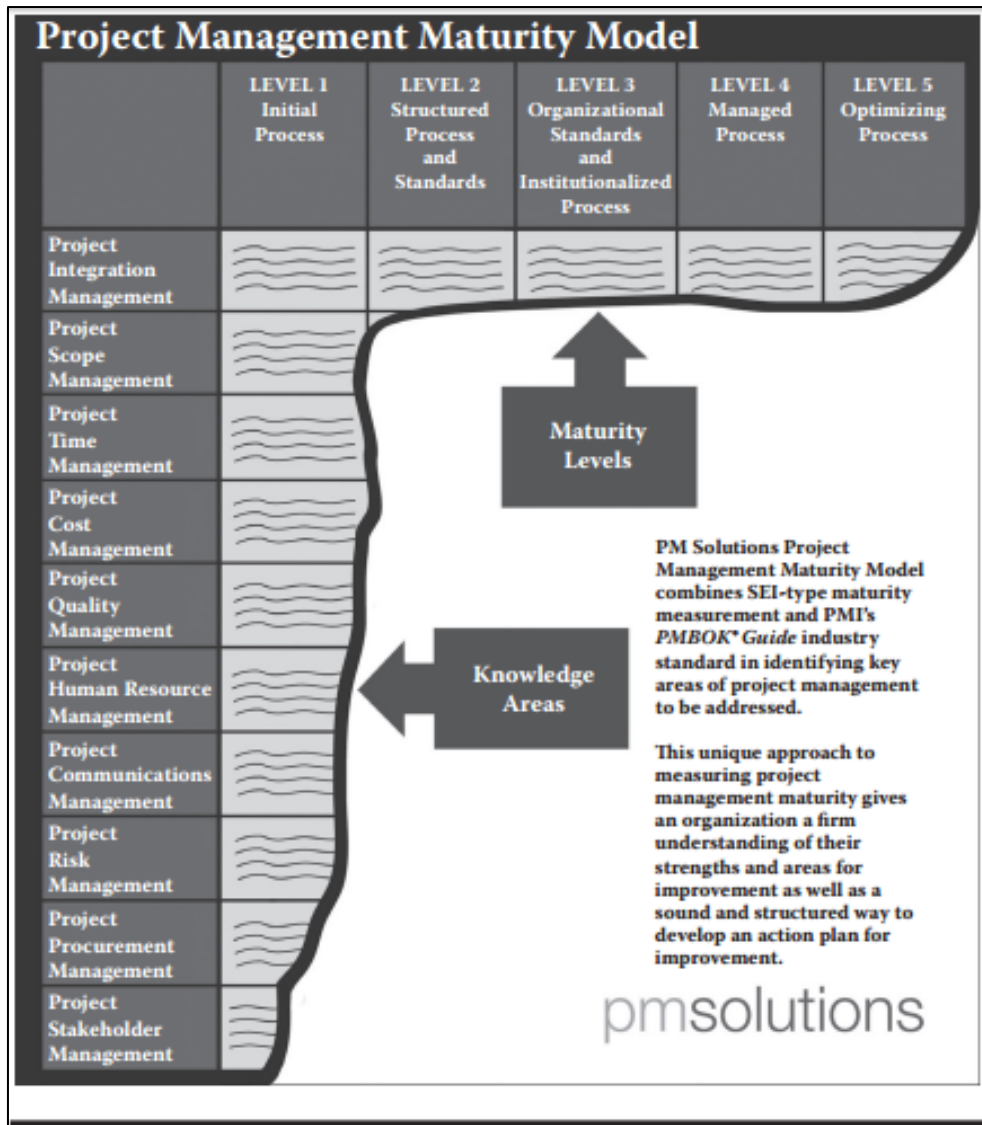 Project Management Maturity Model
LEVEL 1
Initial
Process
LEVEL 2
Structured
Process
and
Standards
LEVEL 3
Organizational
Standards
and
Institutionalized
Process
LEVEL 4
Managed
Process
LEVEL 5
Optimizing
Process
Project
Integration
Management
Project
Scope
Management
Project
Time
Management
Project
Cost
Management
Project
Quality
Management
Project
Human Resource
Management
Project
Communications
Management
Project
Risk
Management
Project
Procurement
Management
Project
Stakeholder
Management
Maturity
Levels
Knowledge
Areas
PM Solutions Project
Management Maturity Model
combines SEI-type maturity
measurement and PMI's
PMBOK® Guide industry
standard in identifying key
areas of project management
to be addressed.
This unique approach to
measuring project
management maturity gives
an organization a firm
understanding of their
strengths and areas for
improvement as well as a
sound and structured way to
develop an action plan for
improvement.
pmsolutions